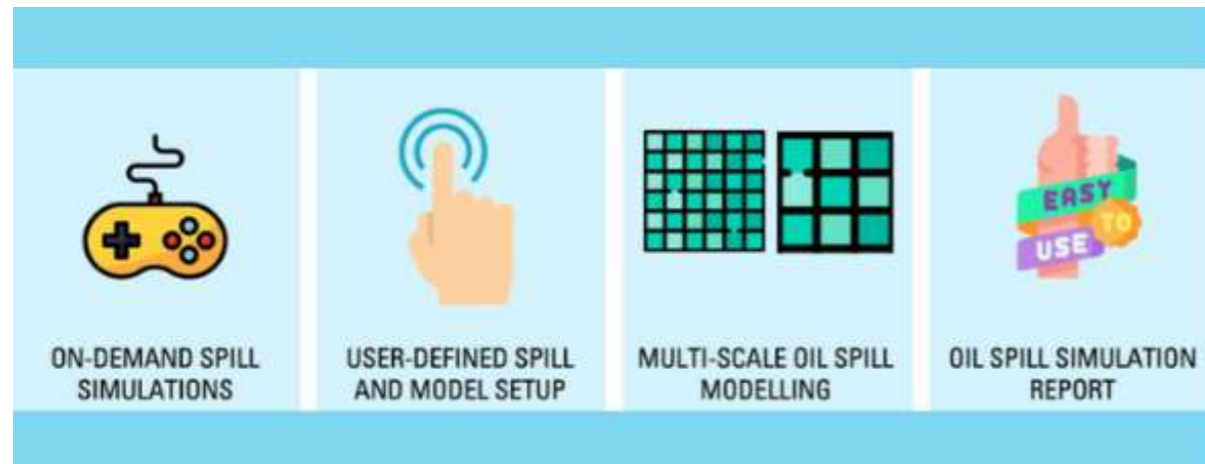 ON-DEMAND SPILL
SIMULATIONS
USER-DEFINED SPILL
AND MODEL SETUP
MULTI-SCALE OIL SPILL
MODELLING
EASY
TO
USE
OIL SPILL SIMULATION
REPORT